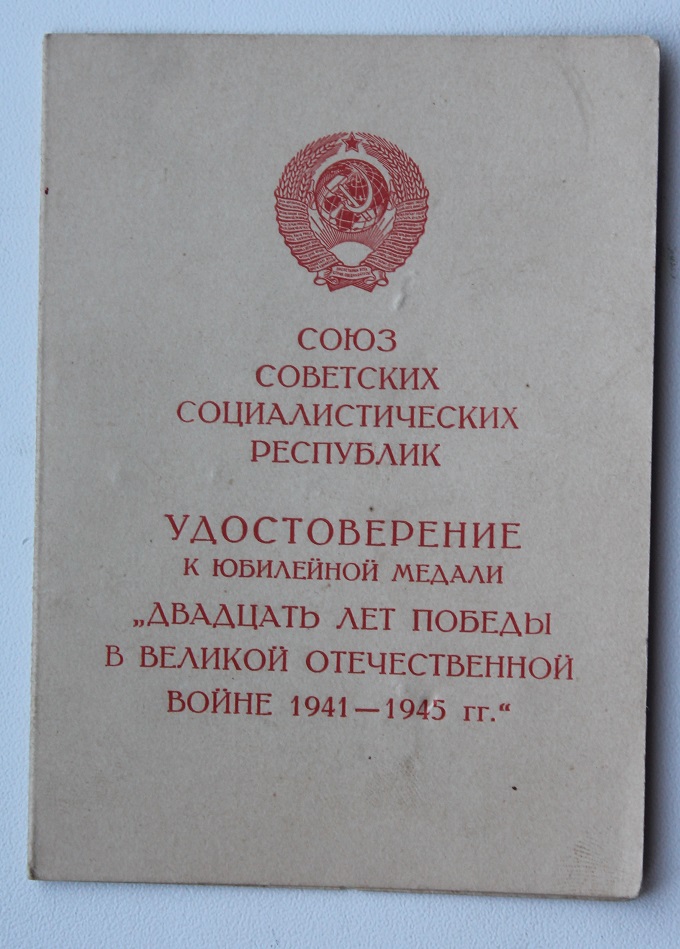 СОЮЗ
СОВЕТСКИХ
СОЦИАЛИСТИЧЕСКИХ
РЕСПУБЛИК
УДОСТОВЕРЕНИЕ
К ЮБИЛЕЙНОЙ МЕДАЛИ
„ДВАДЦАТЬ ЛЕТ ПОБЕДЫ
В ВЕЛИКОЙ ОТЕЧЕСТВЕННОЙ
ВОЙНЕ 1941—1945 гг.“